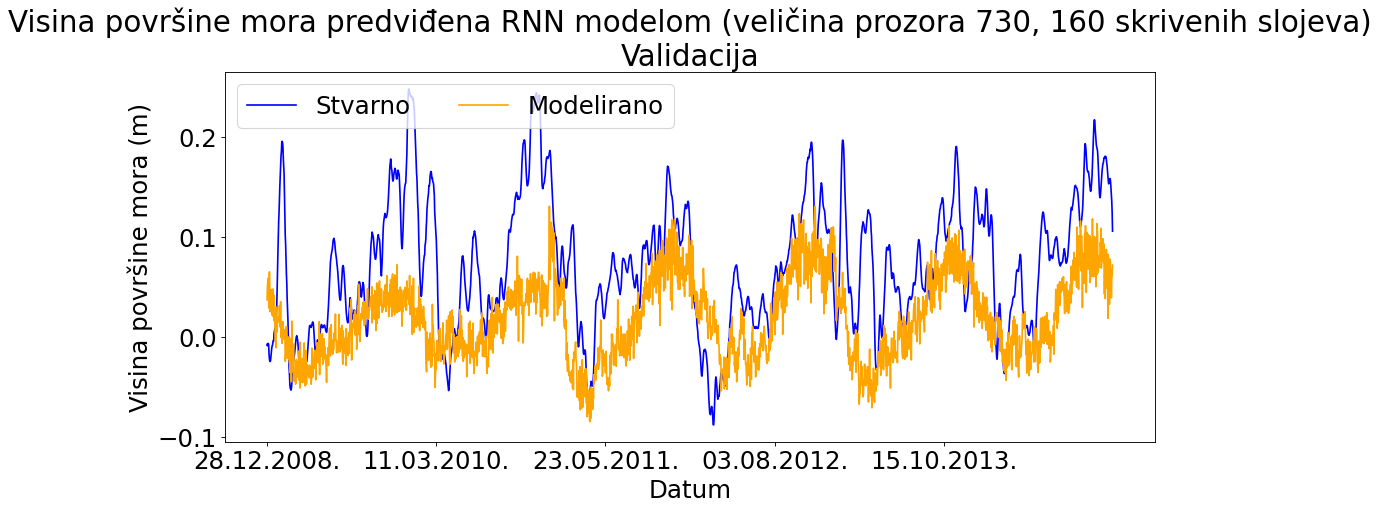 Visina površine mora predviđena RNN modelom (veličina prozora 730, 160 skrivenih slojeva)
Validacija
Stvarno
Modelirano
Visina površine mora (m)
0.2
0.1
0.0
−0.1
28.12.2008.
11.03.2010.
23.05.2011.
03.08.2012.
15.10.2013.
Datum